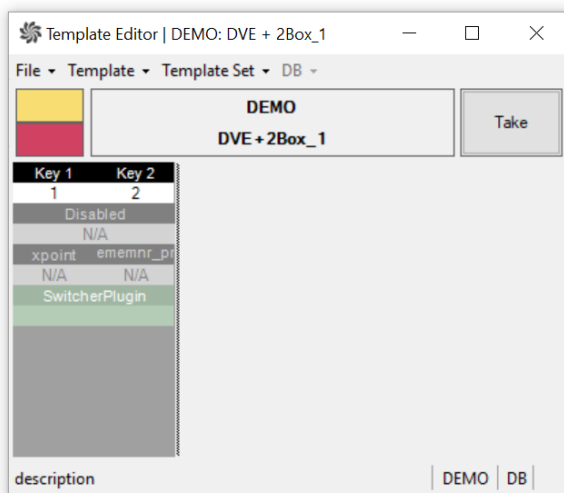 Template Editor | DEMO: DVE + 2Box_1
File Template Template Set DB
DEMO
DVE+2Box_1
Take
Key 1 Key 2
1 2
Disabled
N/A
xpoint ememnr_pr
N/A N/A
SwitcherPlugin
description DEMO DB